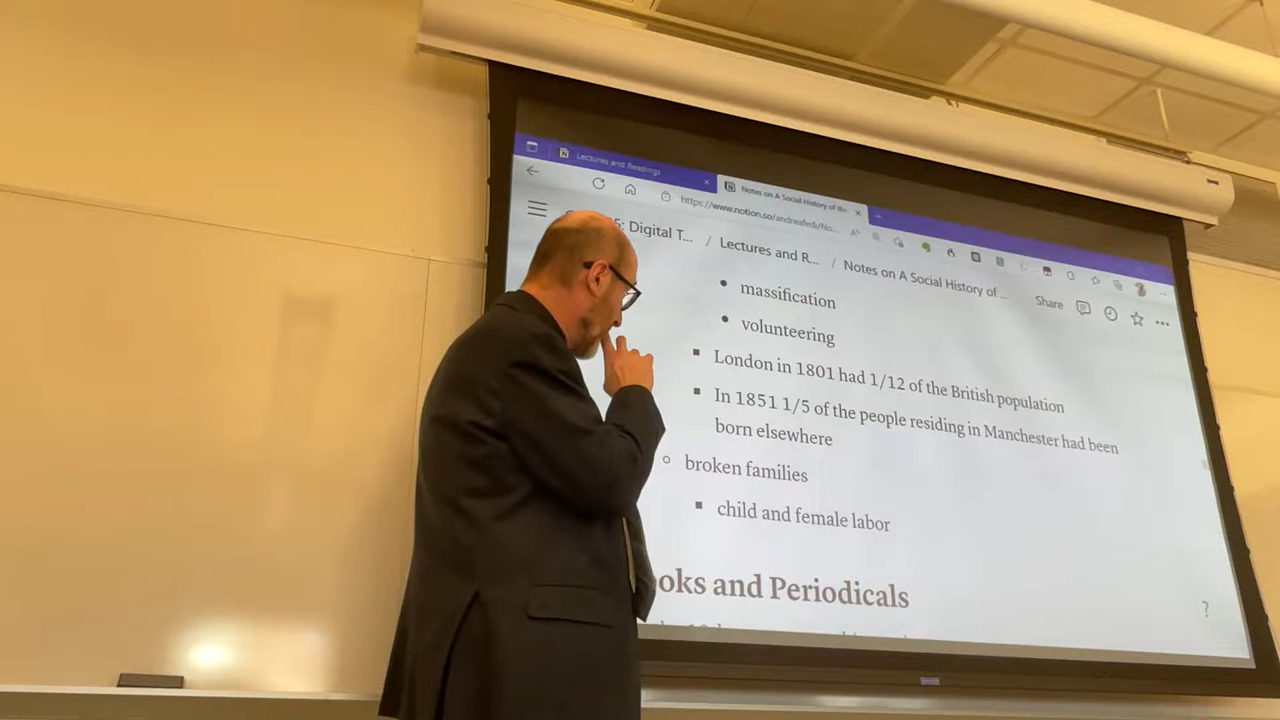 Lectures and Readings
Notes on A Social History of the
https://www.notion.so/andreafedi/No...
5: Digital T... / Lectures and R... / Notes on A Social History of ...
Share
massification
volunteering
London in 1801 had 1/12 of the British population
In 1851 1/5 of the people residing in Manchester had been
born elsewhere
broken families
child and female labor
oks and Periodicals
?